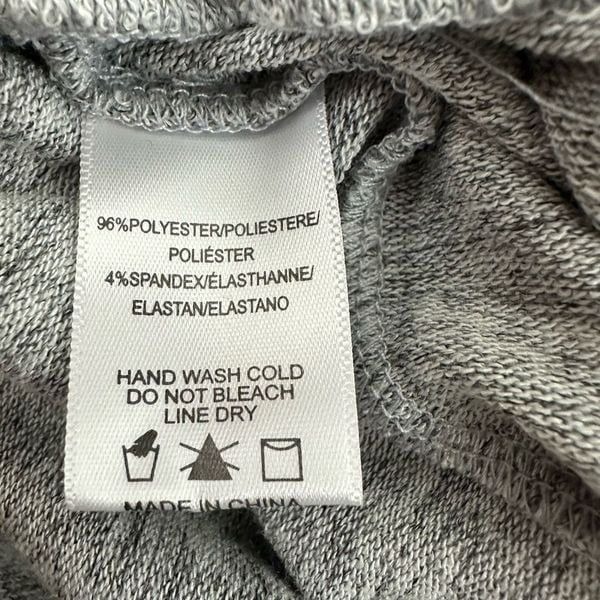 96%POLYESTER/POLIESTERE/
POLIÉSTER
4%SPANDEX/ÉLASTHANNE/
ELASTAN/ELASTANO
HAND WASH COLD
DO NOT BLEACH
LINE DRY
MADE IN CHINA